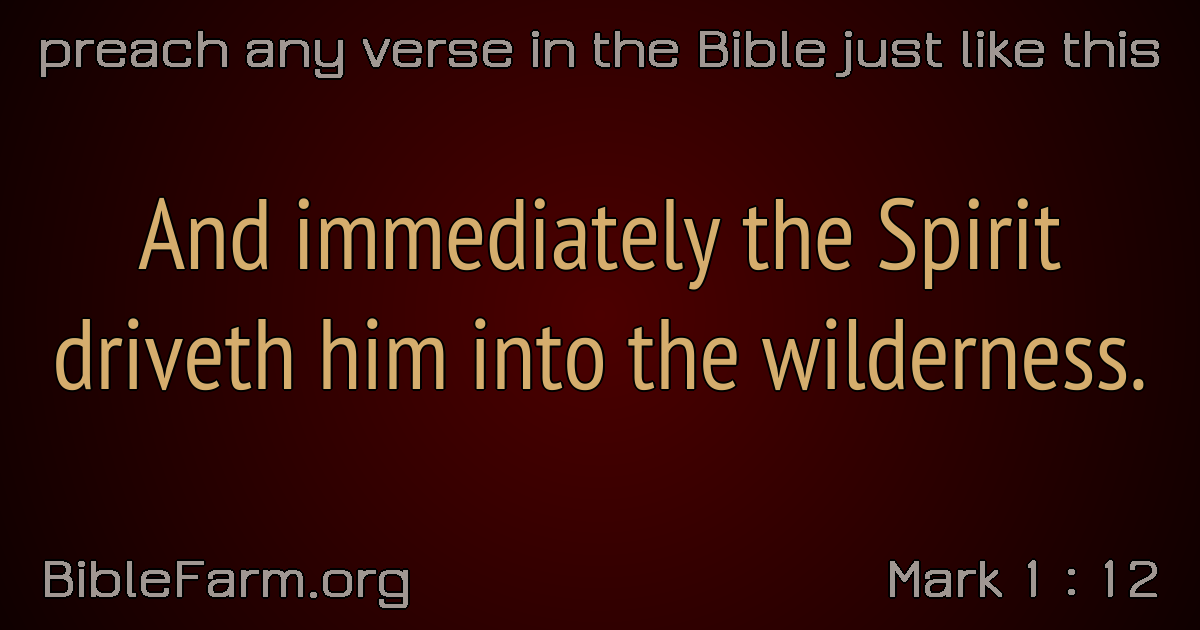 preach any verse in the Bible just like this
And immediately the Spirit
driveth him into the wilderness.
BibleFarm.org
Mark 1 : 12